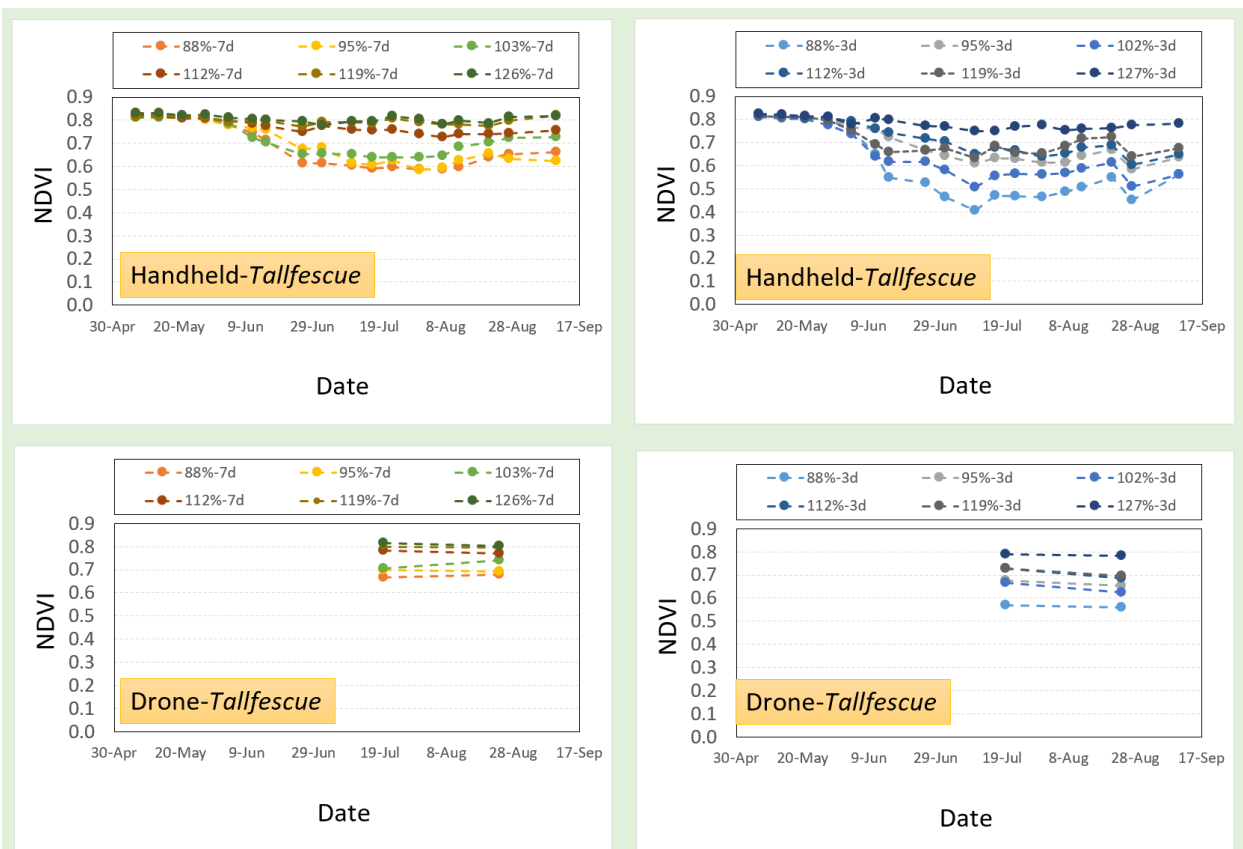 88%-7d 95%-7d 103%-7d
112%-7d 119%-7d 126%-7d
0.9
0.8
0.7
0.6
0.5
0.4
0.3
0.2
0.1
0.0
NDVI
Handheld-Tallfescue
30-Apr 20-May 9-Jun 29-Jun 19-Jul 8-Aug 28-Aug 17-Sep
Date
88%-3d 95%-3d 102%-3d
112%-3d 119%-3d 127%-3d
0.9
0.8
0.7
0.6
0.5
0.4
0.3
0.2
0.1
0.0
NDVI
Handheld-Tallfescue
30-Apr 20-May 9-Jun 29-Jun 19-Jul 8-Aug 28-Aug 17-Sep
Date
88%-7d 95%-7d 103%-7d
112%-7d 119%-7d 126%-7d
0.9
0.8
0.7
0.6
0.5
0.4
0.3
0.2
0.1
0.0
NDVI
Drone-Tallfescue
30-Apr 20-May 9-Jun 29-Jun 19-Jul 8-Aug 28-Aug 17-Sep
Date
88%-3d 95%-3d 102%-3d
112%-3d 119%-3d 127%-3d
0.9
0.8
0.7
0.6
0.5
0.4
0.3
0.2
0.1
0.0
NDVI
Drone-Tallfescue
30-Apr 20-May 9-Jun 29-Jun 19-Jul 8-Aug 28-Aug 17-Sep
Date